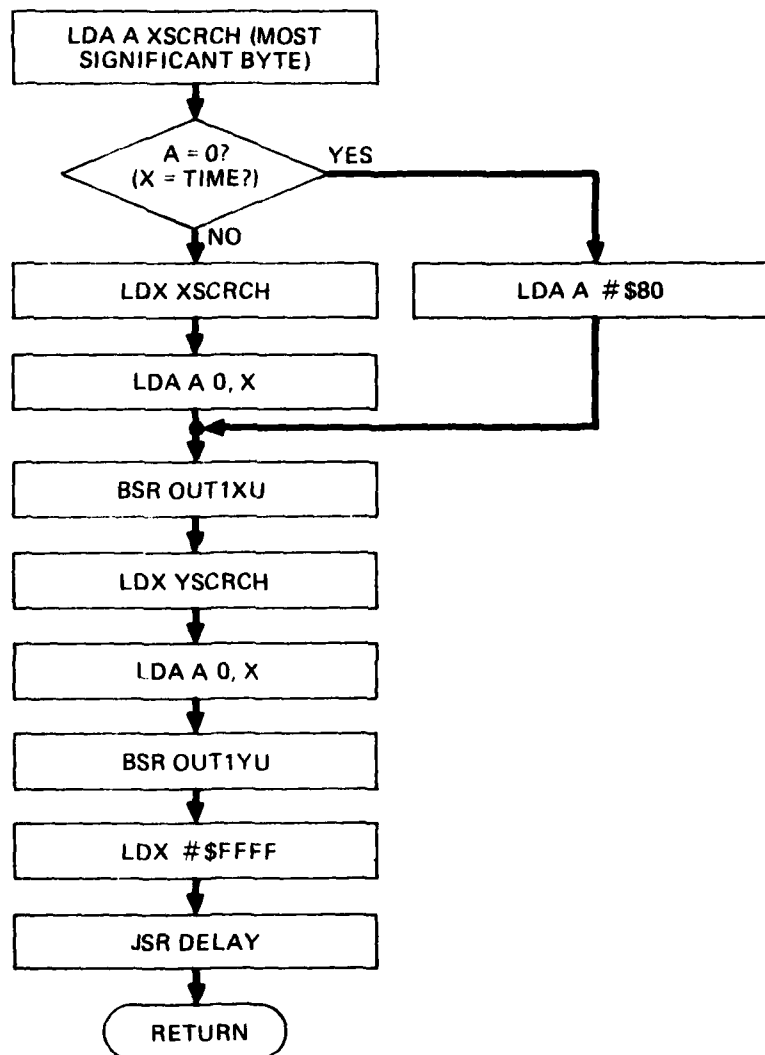 LDA A XSCRCH (MOST
SIGNIFICANT BYTE)
A = 0?
(X = TIME?)
YES
NO
LDX XSCRCH
LDA A #$80
LDA A 0, X
BSR OUT1XU
LDX YSCRCH
LDA A 0, X
BSR OUT1YU
LDX #$FFFF
JSR DELAY
RETURN